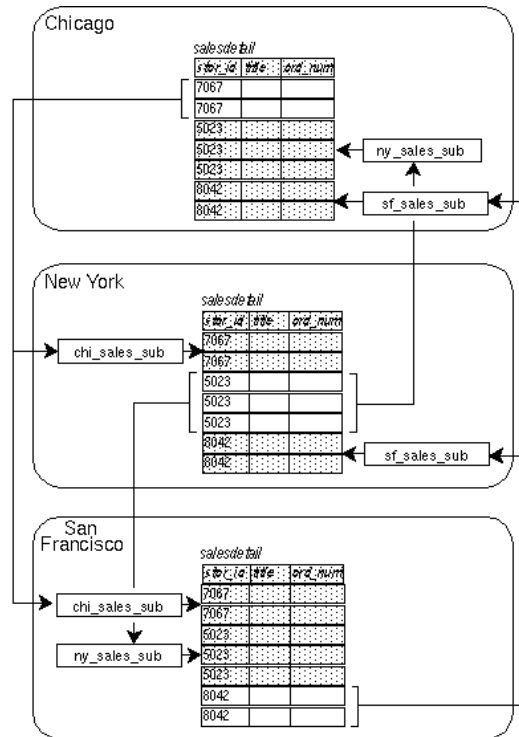 Chicago
salesdetail
stor_id title ord_num
7067
7067
5023
5023
5023
8042
8042
ny_sales_sub
sf_sales_sub
New York
salesdetail
stor_id title ord_num
7067
7067
5023
5023
5023
8042
8042
chi_sales_sub
sf_sales_sub
San
Francisco
salesdetail
stor_id title ord_num
7067
7067
5023
5023
5023
8042
8042
chi_sales_sub
ny_sales_sub